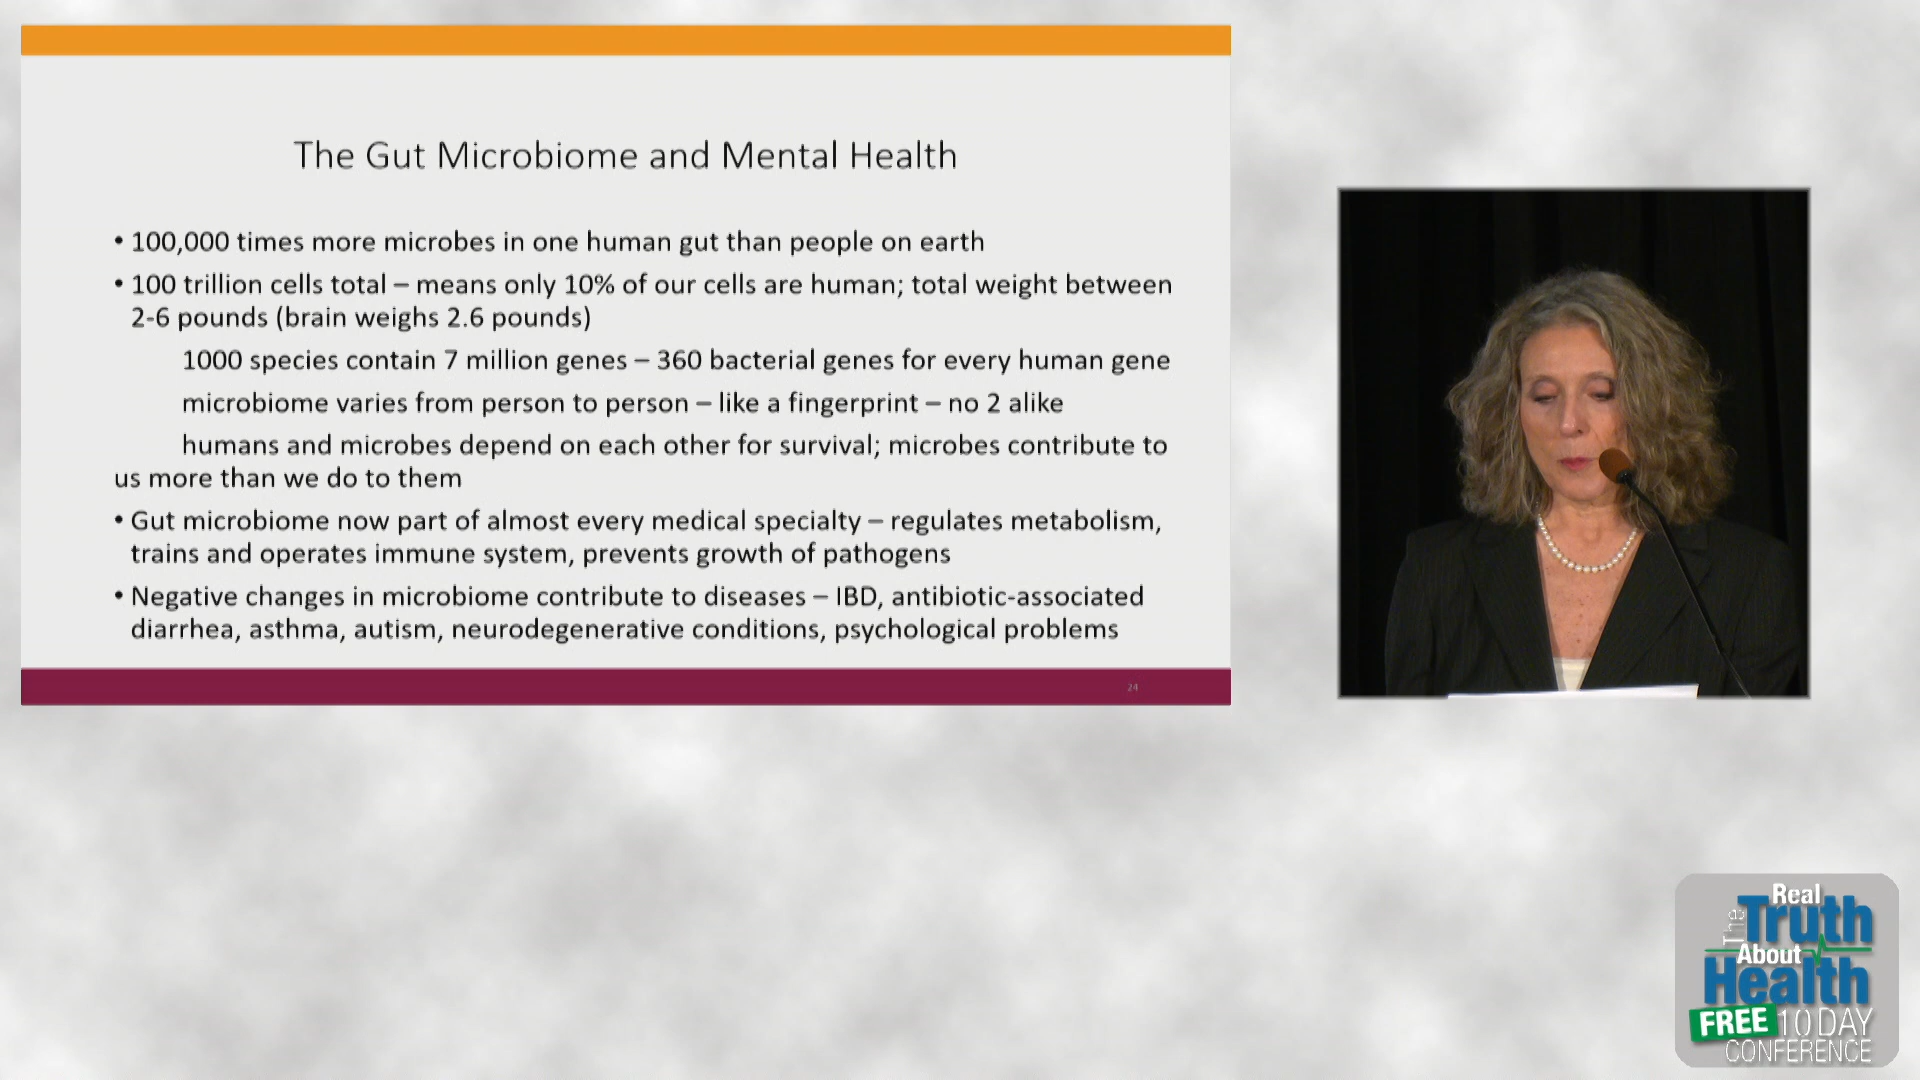 The Gut Microbiome and Mental Health
• 100,000 times more microbes in one human gut than people on earth
• 100 trillion cells total – means only 10% of our cells are human; total weight between
2-6 pounds (brain weighs 2.6 pounds)
1000 species contain 7 million genes – 360 bacterial genes for every human gene
microbiome varies from person to person – like a fingerprint – no 2 alike
humans and microbes depend on each other for survival; microbes contribute to
us more than we do to them
• Gut microbiome now part of almost every medical specialty – regulates metabolism,
trains and operates immune system, prevents growth of pathogens
• Negative changes in microbiome contribute to diseases – IBD, antibiotic-associated
diarrhea, asthma, autism, neurodegenerative conditions, psychological problems
24
The Real
Truth
About
Health
FREE 10 DAY
CONFERENCE